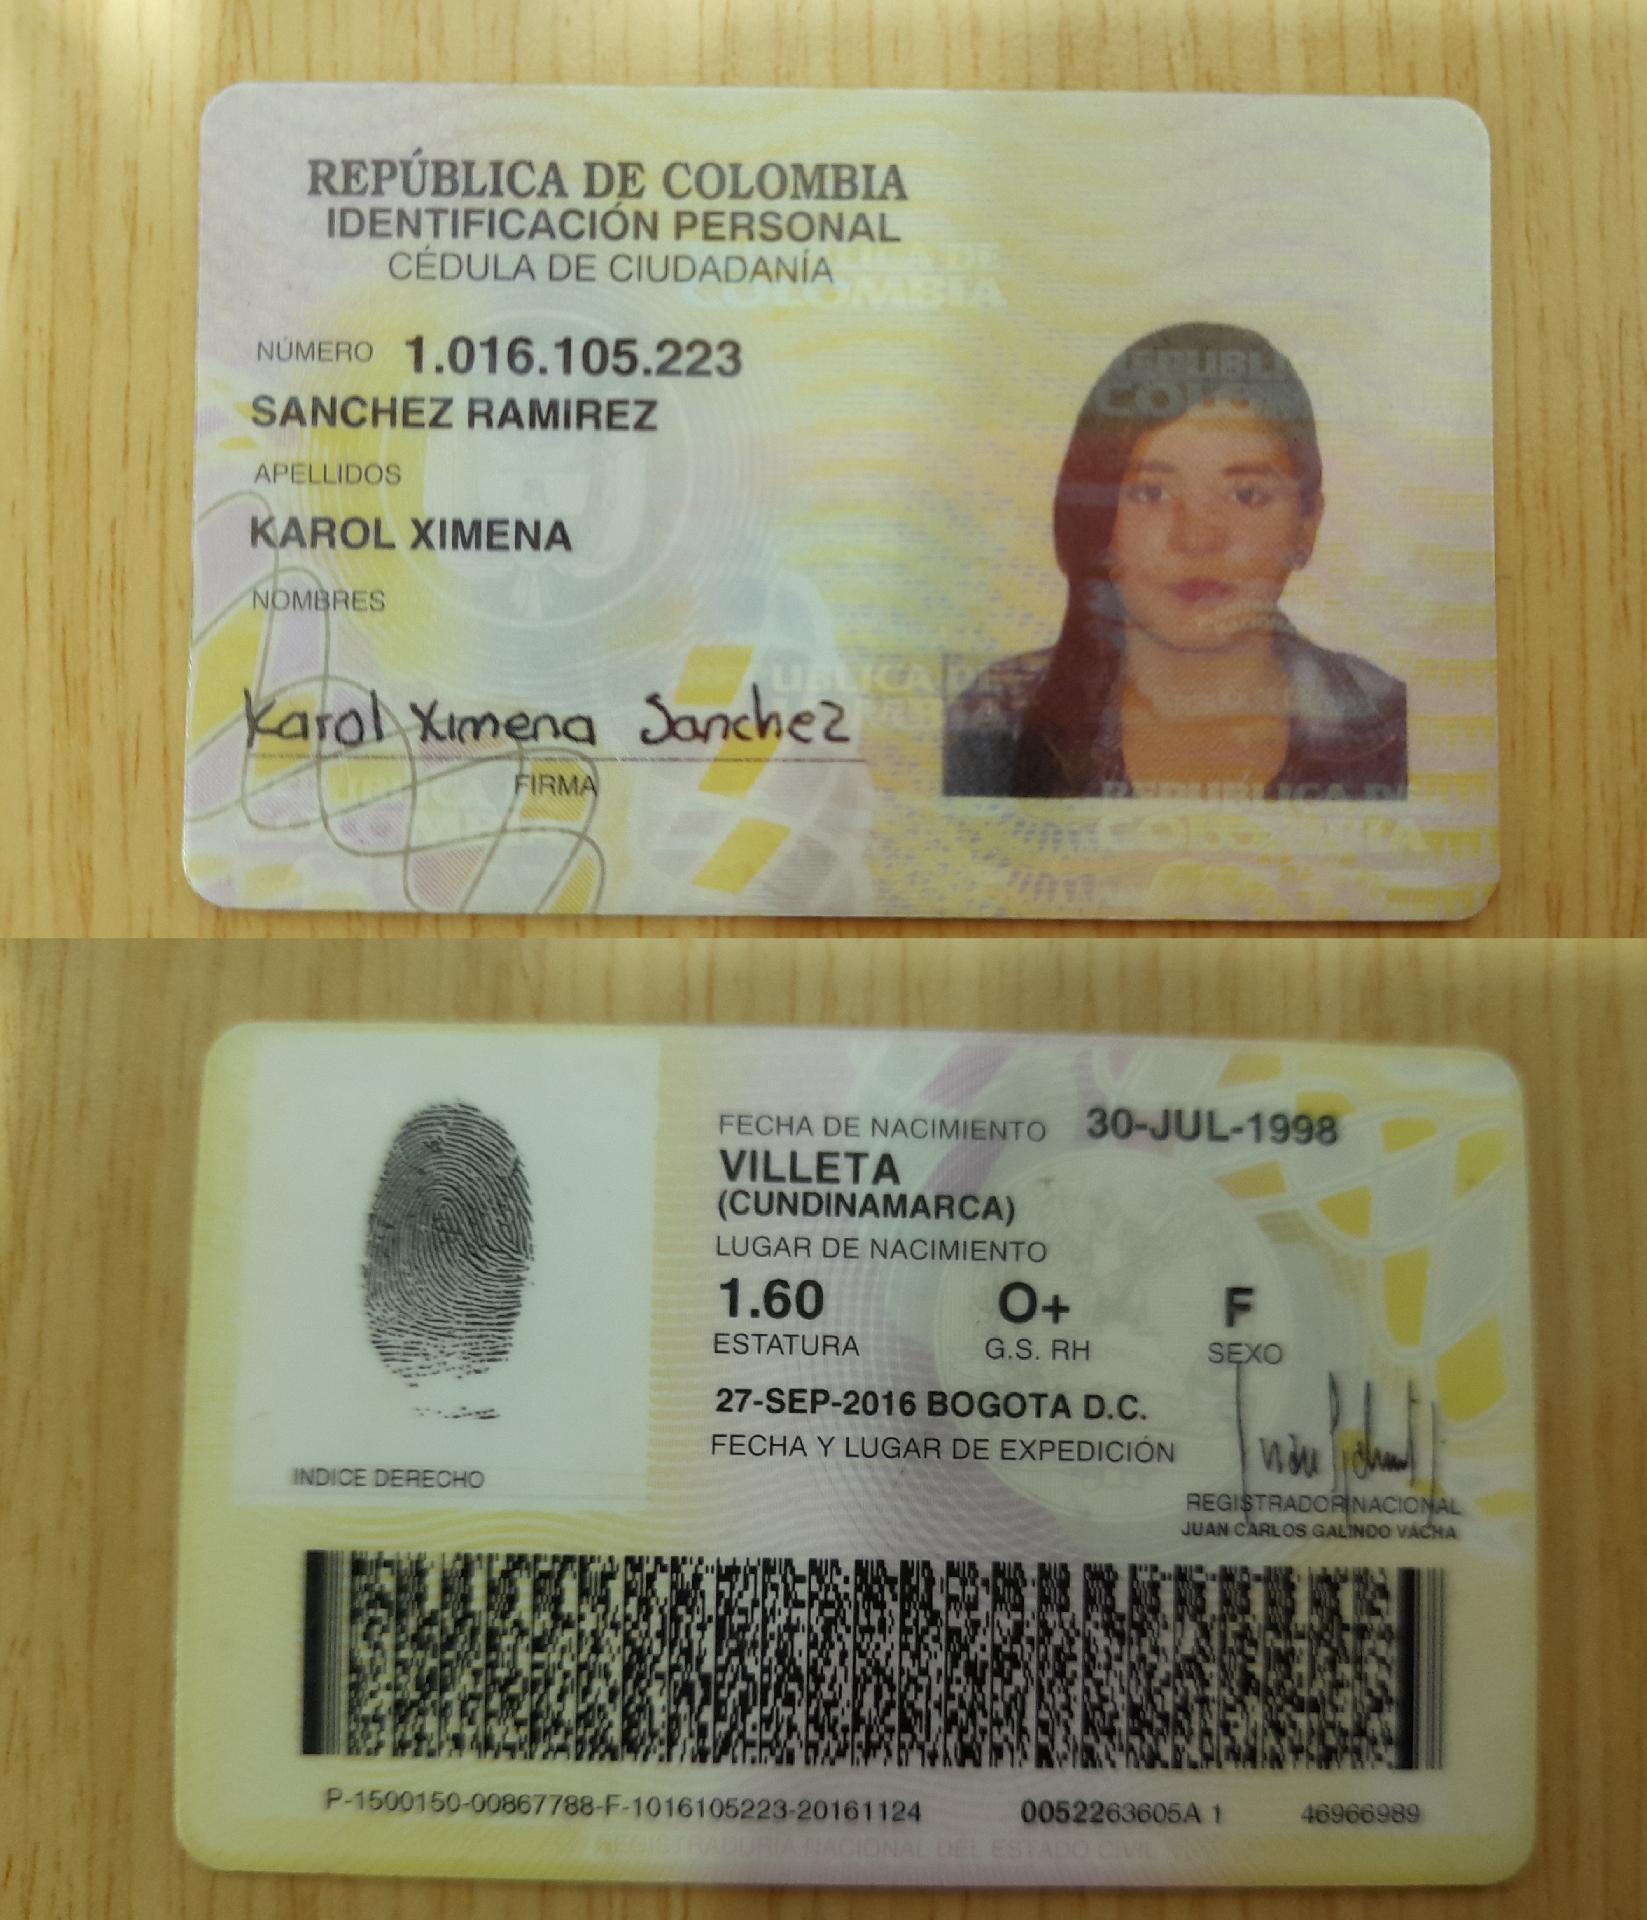 REPÚBLICA DE COLOMBIA
IDENTIFICACIÓN PERSONAL
CÉDULA DE CIUDADANÍA
NÚMERO 1.016.105.223
SANCHEZ RAMIREZ
APELLIDOS
KAROL XIMENA
NOMBRES
Karol Ximena Sanchez
FIRMA
FECHA DE NACIMIENTO 30-JUL-1998
VILLETA
(CUNDINAMARCA)
LUGAR DE NACIMIENTO
1.60 O+ F
ESTATURA G.S. RH SEXO
27-SEP-2016 BOGOTA D.C.
FECHA Y LUGAR DE EXPEDICIÓN
INDICE DERECHO
REGISTRADOR NACIONAL
JUAN CARLOS GALINDO VÁCHA
P-1500150-00867788-F-1016105223-20161124 0052263605A 1 46966989
REGISTRADURIA NACIONAL DEL ESTADO CIVIL